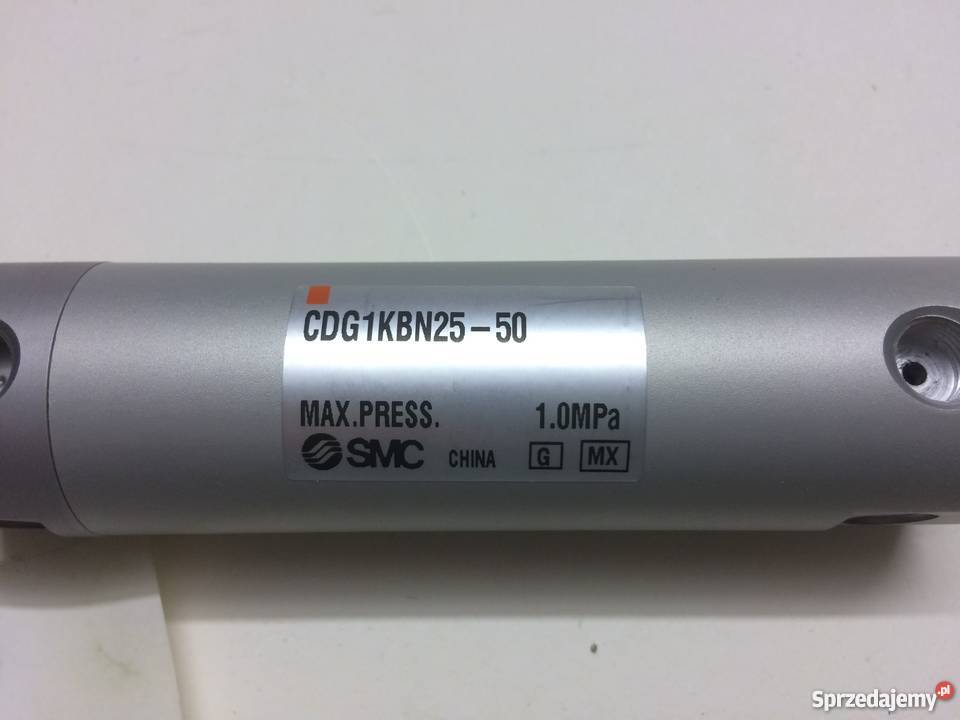 CDG1KBN25-50
MAX.PRESS. 1.0MPa
SMC CHINA G MX
Sprzedajemy.pl